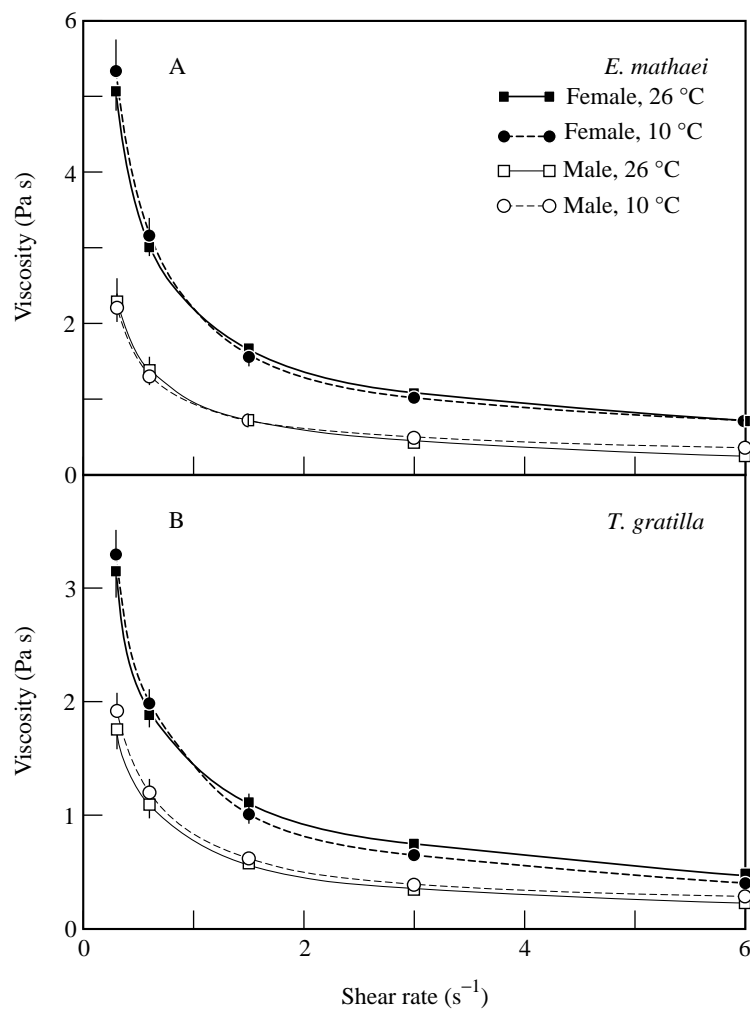 6
A
E. mathaei
Female, 26 °C
Female, 10 °C
4
Male, 26 °C
Male, 10 °C
Viscosity (Pa s)
2
0
B
T. gratilla
3
Viscosity (Pa s)
2
1
0
0 2 4 6
Shear rate (s⁻¹)